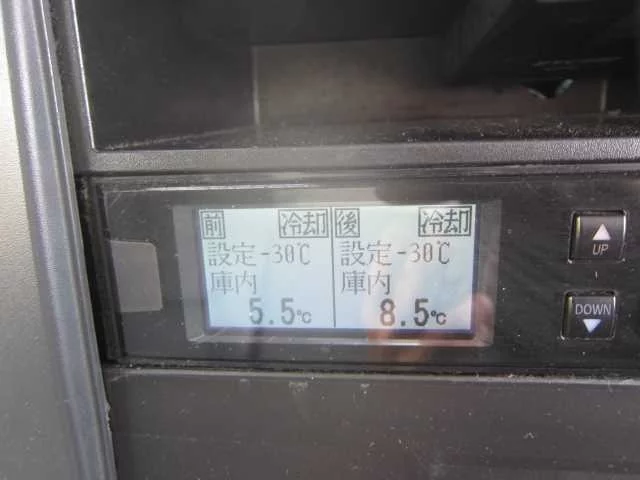 前 冷却 後 冷却
設定-30℃ 設定-30℃
庫内 庫内
5.5℃ 8.5℃
UP
DOWN